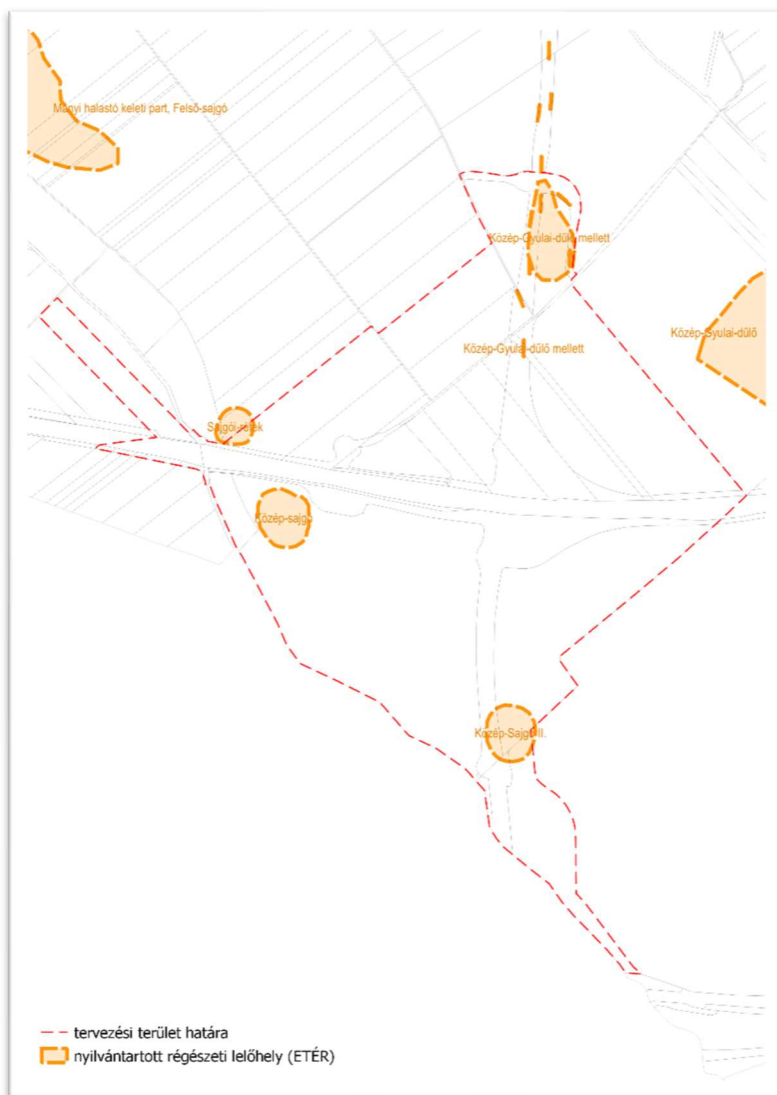 Mányi halastó keleti part, Felső-sajgó
Közép-Gyulai-dűlő mellett
Közép-Gyulai-dűlő
Közép-Gyulai-dűlő mellett
Sajgói-rétek
Közép-sajgó
Közép-Sajgó II.
tervezési terület határa
nyilvántartott régészeti lelőhely (ETÉR)